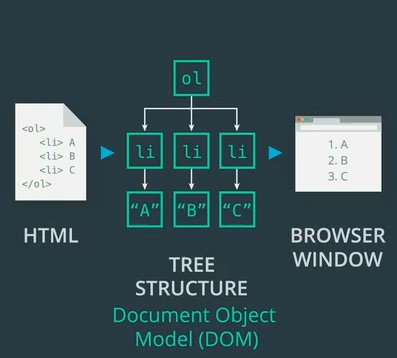 ol
<ol>
<li> A
<li> B
<li> C
</ol>
li
li
li
"A"
"B"
"C"
1. A
2. B
3. C
HTML
TREE
STRUCTURE
Document Object
Model (DOM)
BROWSER
WINDOW